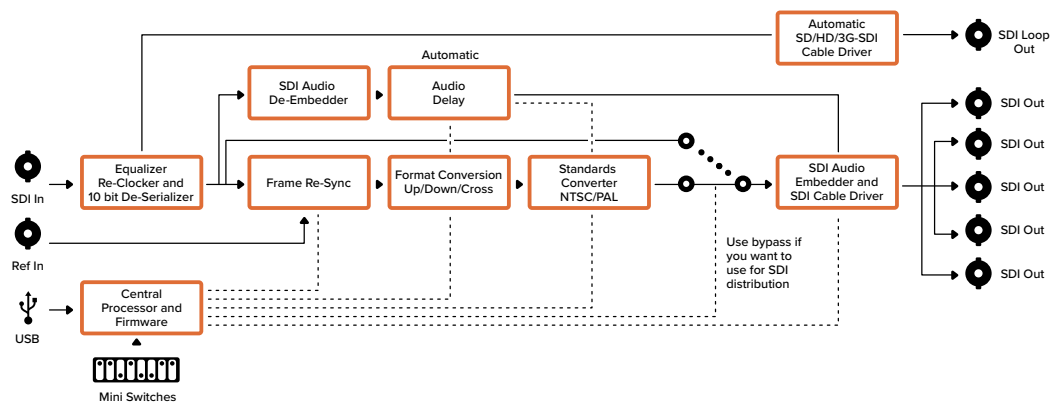 Automatic
SD/HD/3G-SDI
Cable Driver
SDI Loop
Out
Automatic
SDI Audio
De-Embedder
Audio
Delay
SDI Out
SDI Out
SDI In
Equalizer
Re-Clocker and
10 bit De-Serializer
Frame Re-Sync
Format Conversion
Up/Down/Cross
Standards
Converter
NTSC/PAL
SDI Audio
Embedder and
SDI Cable Driver
SDI Out
SDI Out
SDI Out
Ref In
Use bypass if
you want to
use for SDI
distribution
USB
Central
Processor and
Firmware
Mini Switches